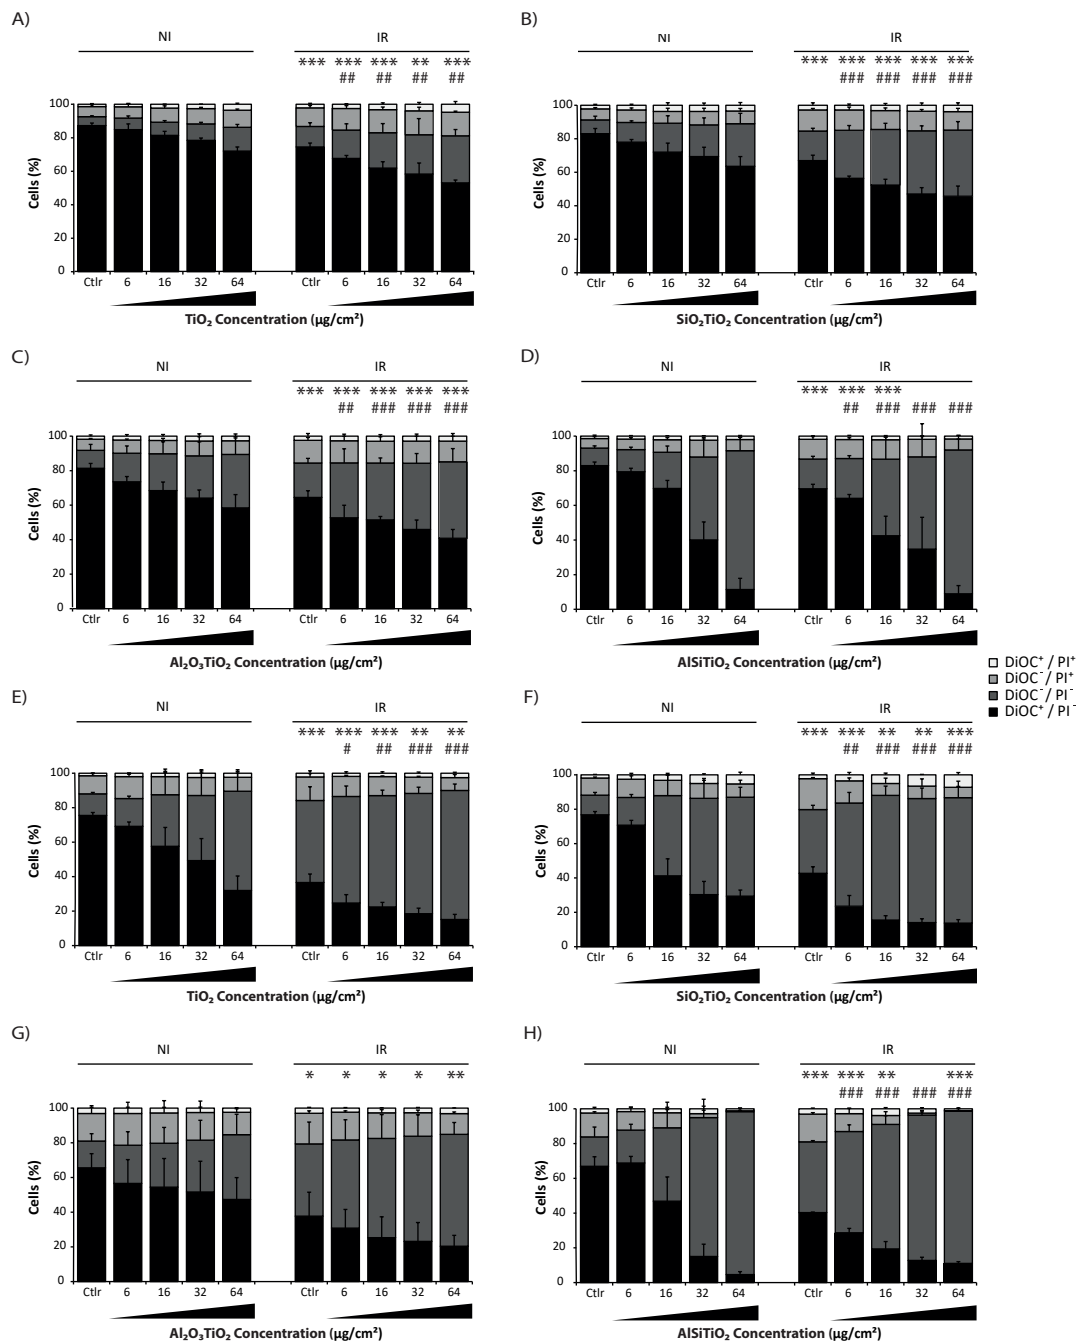 A)
NI IR
*** *** *** ** ***
## ## ## ##
Cells (%)
100
80
60
40
20
0
Ctlr 6 16 32 64 Ctlr 6 16 32 64
TiO₂ Concentration (µg/cm²)
B)
NI IR
*** *** *** *** ***
### ### ### ###
Cells (%)
100
80
60
40
20
0
Ctlr 6 16 32 64 Ctlr 6 16 32 64
SiO₂TiO₂ Concentration (µg/cm²)
C)
NI IR
*** *** *** *** ***
## ### ### ###
Cells (%)
100
80
60
40
20
0
Ctlr 6 16 32 64 Ctlr 6 16 32 64
Al₂O₃TiO₂ Concentration (µg/cm²)
D)
NI IR
*** *** ***
## ### ### ###
Cells (%)
100
80
60
40
20
0
Ctlr 6 16 32 64 Ctlr 6 16 32 64
AlSiTiO₂ Concentration (µg/cm²)
DiOC⁺ / PI⁺
DiOC⁻ / PI⁺
DiOC⁻ / PI⁻
DiOC⁺ / PI⁻
E)
NI IR
*** *** *** ** **
# ## ### ###
Cells (%)
100
80
60
40
20
0
Ctlr 6 16 32 64 Ctlr 6 16 32 64
TiO₂ Concentration (µg/cm²)
F)
NI IR
*** *** ** ** ***
## ### ### ###
Cells (%)
100
80
60
40
20
0
Ctlr 6 16 32 64 Ctlr 6 16 32 64
SiO₂TiO₂ Concentration (µg/cm²)
G)
NI IR
* * * * **
Cells (%)
100
80
60
40
20
0
Ctlr 6 16 32 64 Ctlr 6 16 32 64
Al₂O₃TiO₂ Concentration (µg/cm²)
H)
NI IR
*** *** ** ***
### ### ### ###
Cells (%)
100
80
60
40
20
0
Ctlr 6 16 32 64 Ctlr 6 16 32 64
AlSiTiO₂ Concentration (µg/cm²)